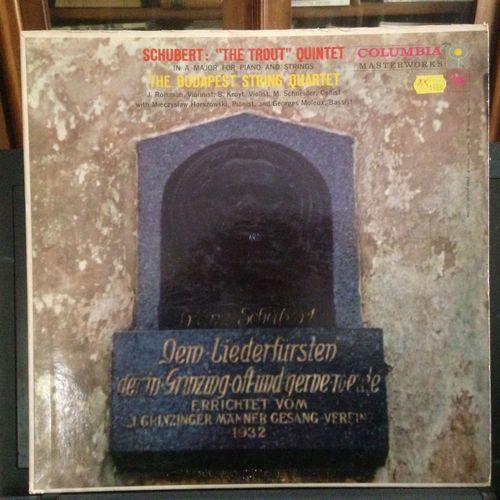 SCHUBERT: "THE TROUT" QUINTET
IN A MAJOR FOR PIANO AND STRINGS
THE BUDAPEST STRING QUARTET
J. Roisman, Violinist; B. Kroyt, Violist; M. Schneider, Cellist
with Mieczyslaw Horszowski, Pianist, and Georges Moleux, Bassist
COLUMBIA
MASTERWORKS
Franz Schubert
Dem Liederfürsten
der in Grinzing oft und gerne weilte
ERRICHTET VOM
GRINZINGER MÄNNER GESANG-VEREIN
1932